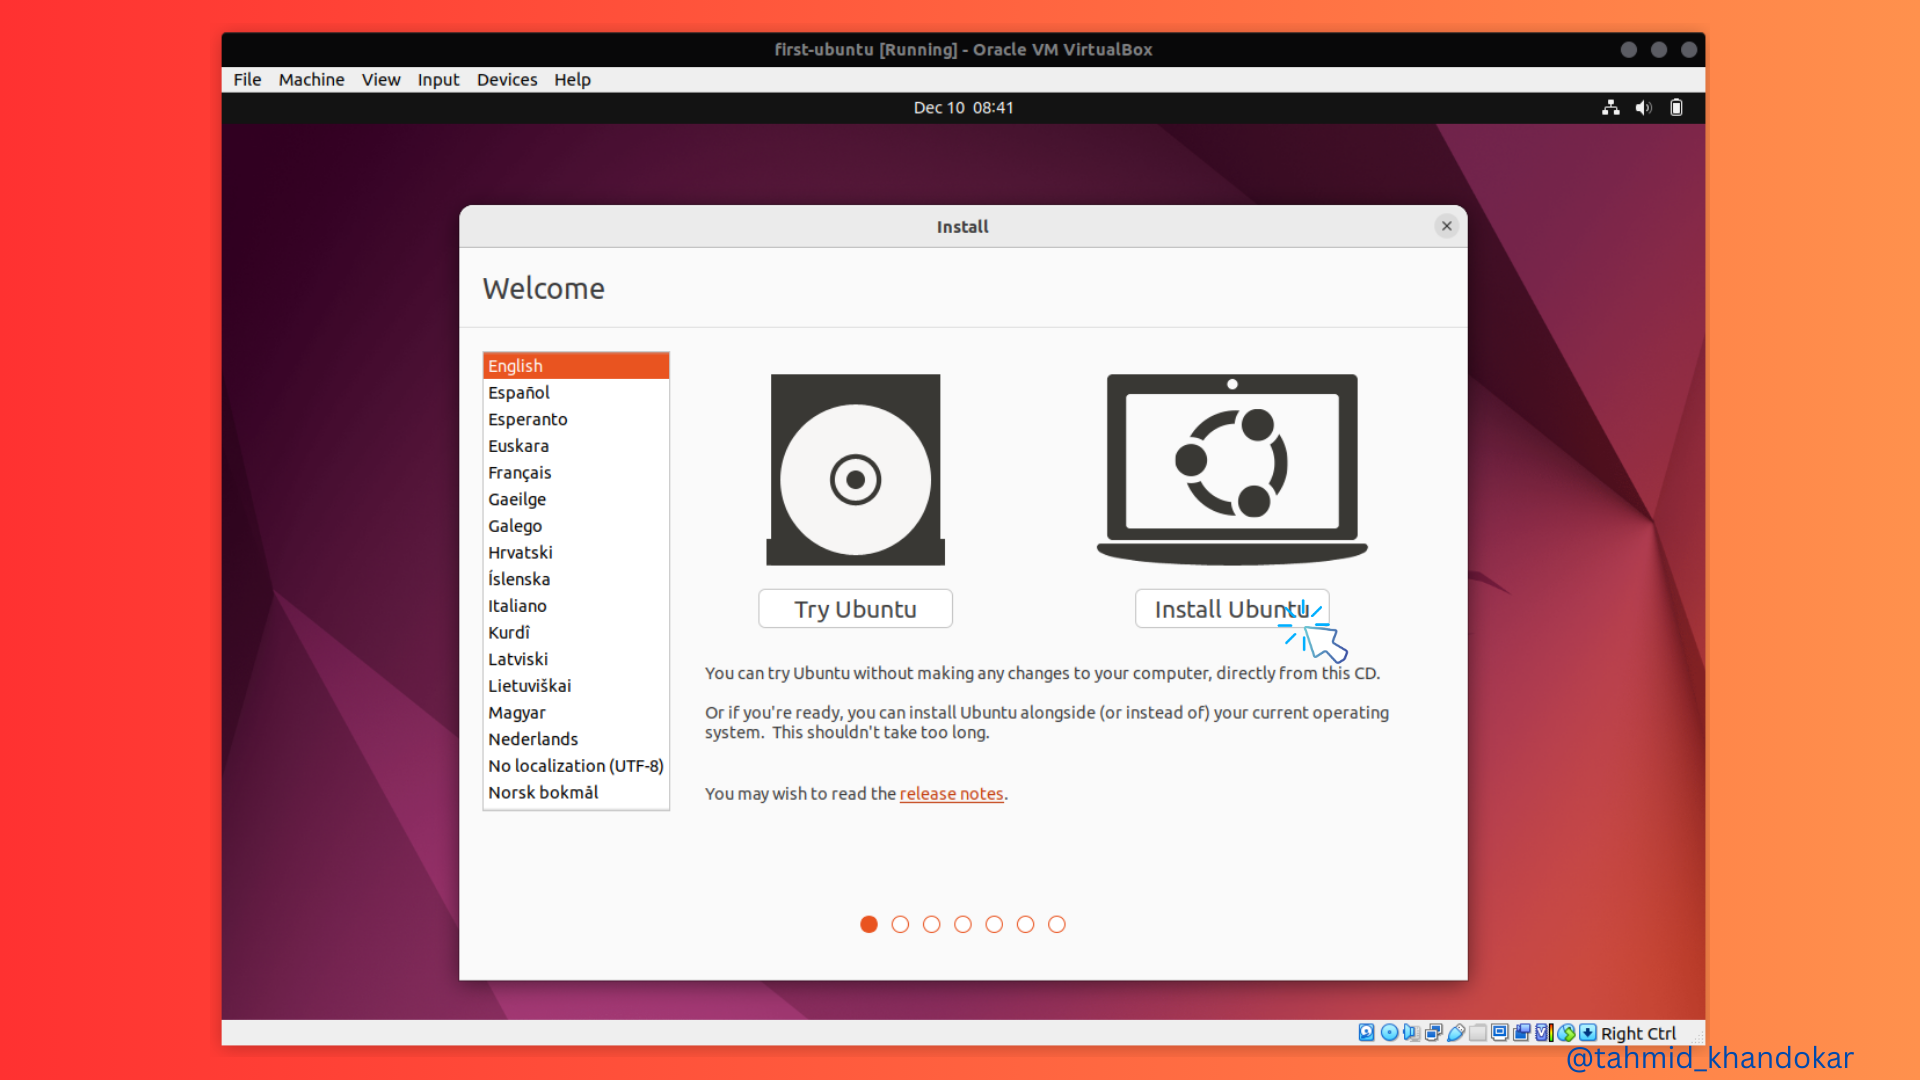 first-ubuntu [Running] - Oracle VM VirtualBox
File Machine View Input Devices Help
Dec 10 08:41
Install
Welcome
English
Español
Esperanto
Euskara
Français
Gaeilge
Galego
Hrvatski
Íslenska
Italiano
Kurdî
Latviski
Lietuviškai
Magyar
Nederlands
No localization (UTF-8)
Norsk bokmål
Try Ubuntu
Install Ubuntu
You can try Ubuntu without making any changes to your computer, directly from this CD.
Or if you're ready, you can install Ubuntu alongside (or instead of) your current operating
system. This shouldn't take too long.
You may wish to read the release notes.
Right Ctrl
@tahmid_khandokar